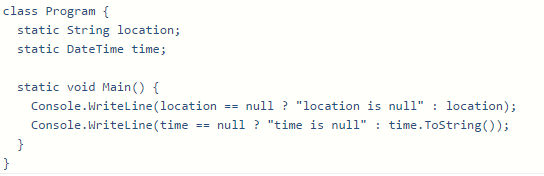 class Program {
  static String location;
  static DateTime time;

  static void Main() {
    Console.WriteLine(location == null ? "location is null" : location);
    Console.WriteLine(time == null ? "time is null" : time.ToString());
  }
}